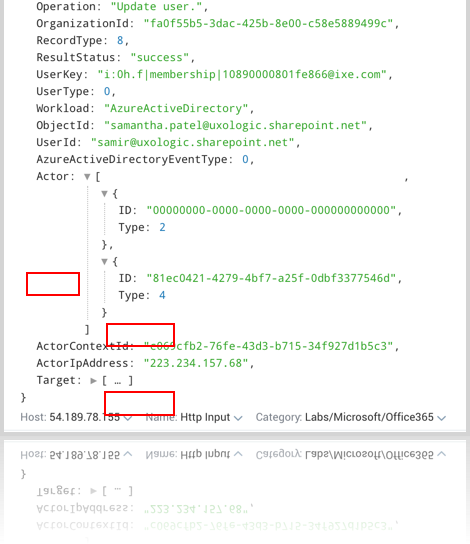 Operation: "Update user.",
OrganizationId: "fa0f55b5-3dac-425b-8e00-c58e5889499c",
RecordType: 8,
ResultStatus: "success",
UserKey: "i:0h.f|membership|10890000801fe866@ixe.com",
UserType: 0,
Workload: "AzureActiveDirectory",
ObjectId: "samantha.patel@uxologic.sharepoint.net",
UserId: "samir@uxologic.sharepoint.net",
AzureActiveDirectoryEventType: 0,
Actor: ▼ [ ,
▼ {
ID: "00000000-0000-0000-0000-000000000000",
Type: 2
},
▼ {
ID: "81ec0421-4279-4bf7-a25f-0dbf3377546d",
Type: 4
}
]
ActorContextId: "c069cfb2-76fe-43d3-b715-34f927d1b5c3",
ActorIpAddress: "223.234.157.68",
Target: ▶ [ … ]
}
Host: 54.189.78.155 Name: Http Input Category: Labs/Microsoft/Office365
Host: 54.189.78.155 Name: Http Input Category: Labs/Microsoft/Office365
}
Target: ▶ [ … ]
ActorIpAddress: "223.234.157.68",
ActorContextId: "c069cfb2-76fe-43d3-b715-34f927d1b5c3",